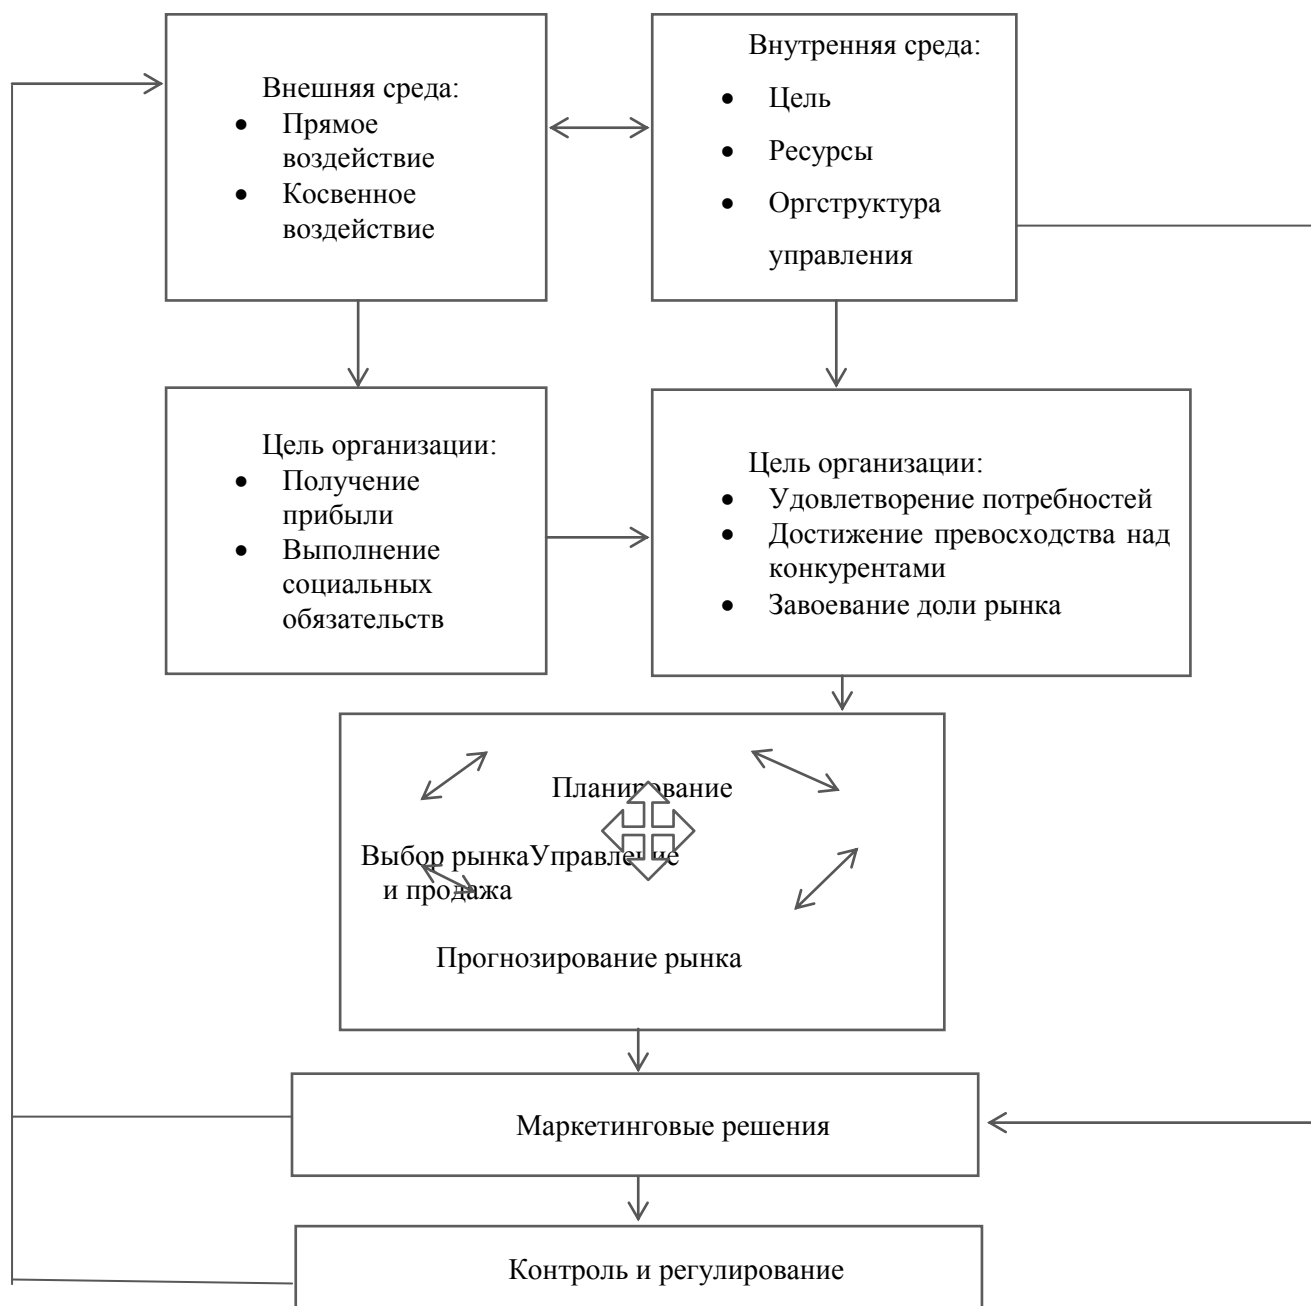 Внешняя среда:
• Прямое
воздействие
• Косвенное
воздействие
Внутренняя среда:
• Цель
• Ресурсы
• Оргструктура
управления
Цель организации:
• Получение
прибыли
• Выполнение
социальных
обязательств
Цель организации:
• Удовлетворение потребностей
• Достижение превосходства над
конкурентами
• Завоевание доли рынка
Планирование
Выбор рынкаУправление
и продажа
Прогнозирование рынка
Маркетинговые решения
Контроль и регулирование